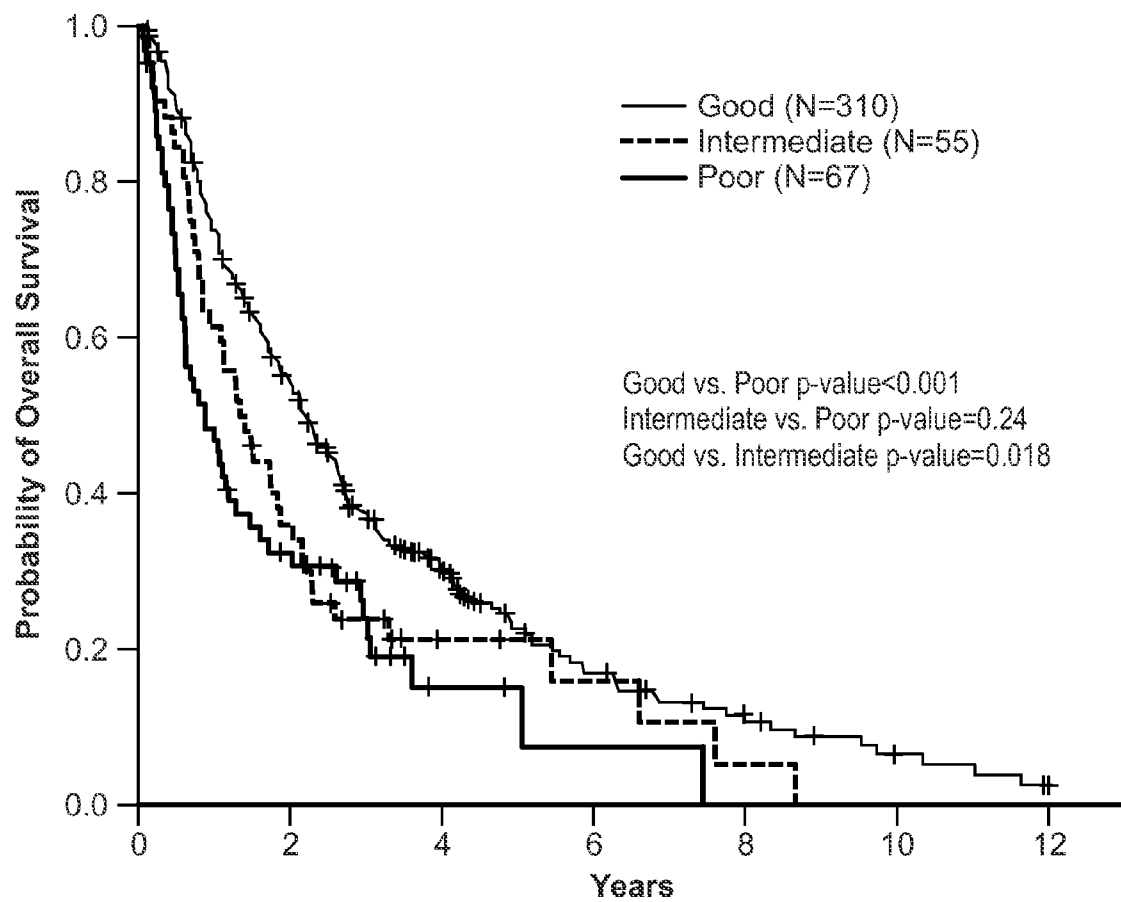 Probability of Overall Survival
1.0
0.8
0.6
0.4
0.2
0.0
Good (N=310)
Intermediate (N=55)
Poor (N=67)
Good vs. Poor p-value<0.001
Intermediate vs. Poor p-value=0.24
Good vs. Intermediate p-value=0.018
0 2 4 6 8 10 12
Years